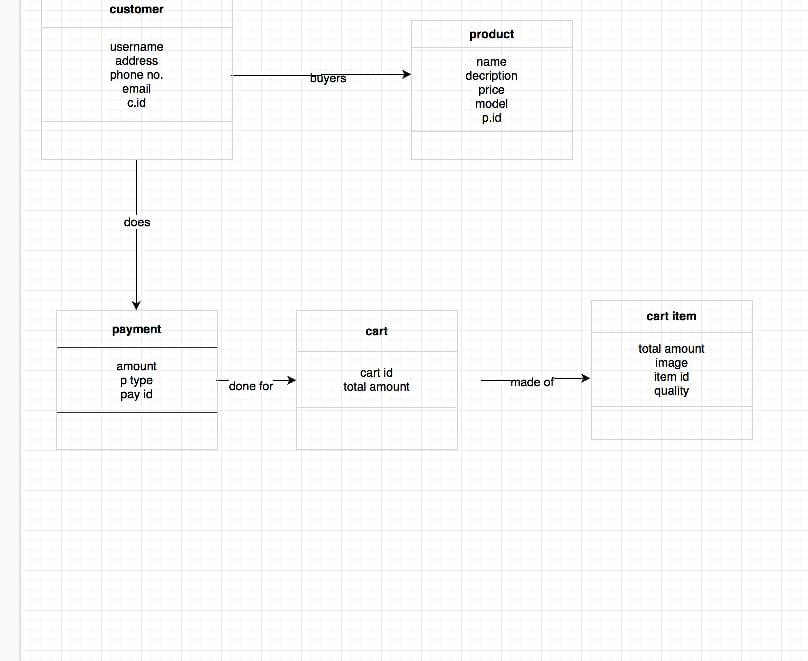 customer
username
address
phone no.
email
c.id
buyers
product
name
decription
price
model
p.id
does
payment
amount
p type
pay id
done for
cart
cart id
total amount
made of
cart item
total amount
image
item id
quality